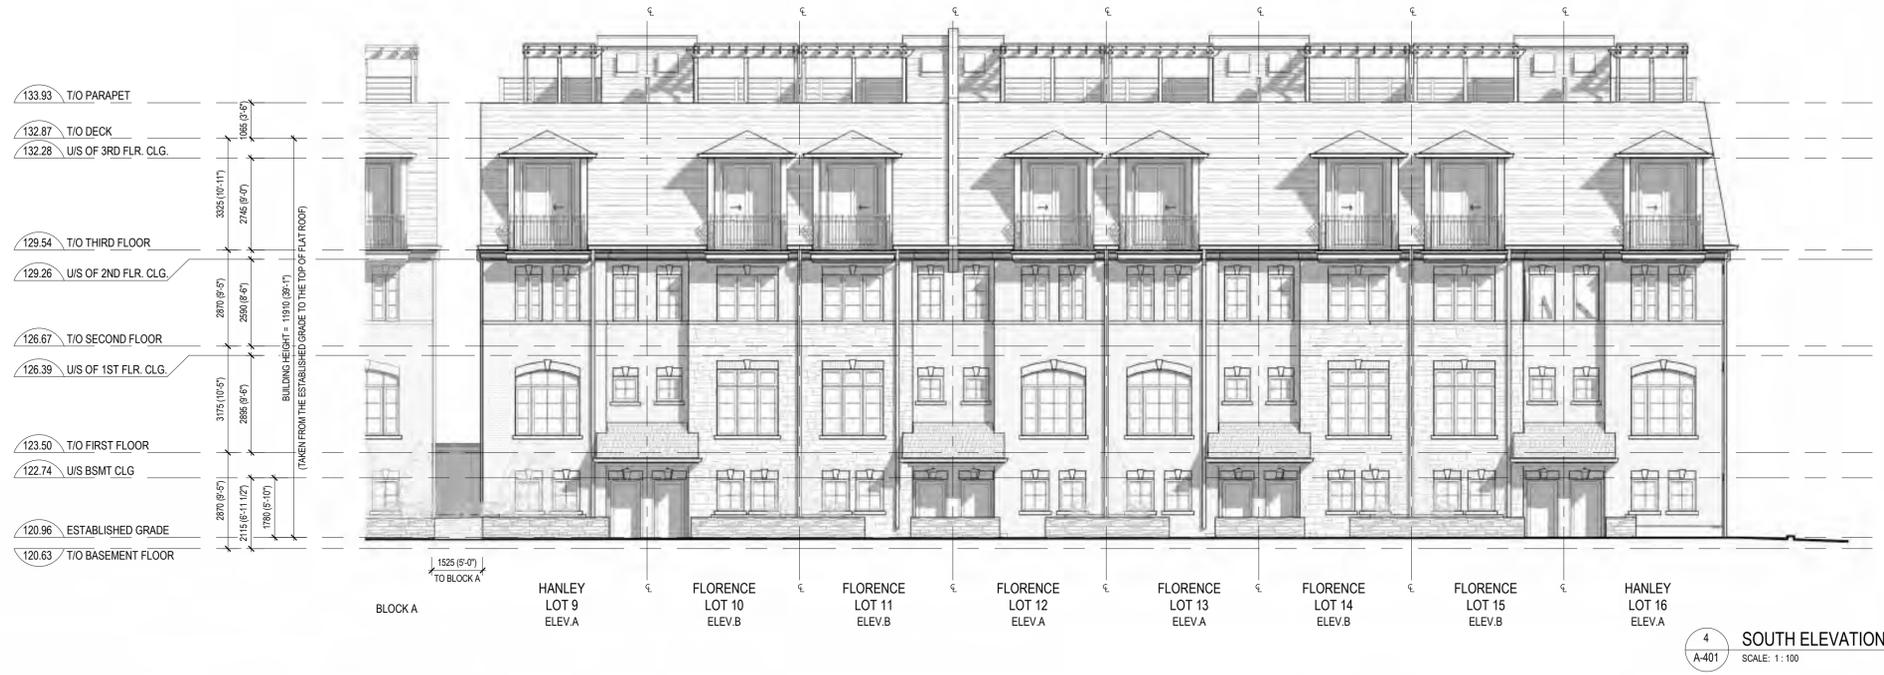 ℄ ℄ ℄ ℄ ℄ ℄ ℄
133.93 T/O PARAPET
132.87 T/O DECK
132.28 U/S OF 3RD FLR. CLG.
129.54 T/O THIRD FLOOR
129.26 U/S OF 2ND FLR. CLG.
126.67 T/O SECOND FLOOR
126.39 U/S OF 1ST FLR. CLG.
123.50 T/O FIRST FLOOR
122.74 U/S BSMT CLG
120.96 ESTABLISHED GRADE
120.63 T/O BASEMENT FLOOR
3325 (10'-11")
2870 (9'-5")
3175 (10'-5")
2870 (9'-5")
1065 (3'-6")
2745 (9'-0")
2590 (8'-6")
2895 (9'-6")
2115 (6'-11 1/2")
1780 (5'-10")
BUILDING HEIGHT = 11910 (39'-1")
(TAKEN FROM THE ESTABLISHED GRADE TO THE TOP OF FLAT ROOF)
1525 (5'-0")
TO BLOCK A
℄ ℄ ℄ ℄ ℄ ℄ ℄
BLOCK A
HANLEY
LOT 9
ELEV.A
FLORENCE
LOT 10
ELEV.B
FLORENCE
LOT 11
ELEV.B
FLORENCE
LOT 12
ELEV.A
FLORENCE
LOT 13
ELEV.A
FLORENCE
LOT 14
ELEV.B
FLORENCE
LOT 15
ELEV.B
HANLEY
LOT 16
ELEV.A
4
A-401
SOUTH ELEVATION
SCALE: 1 : 100